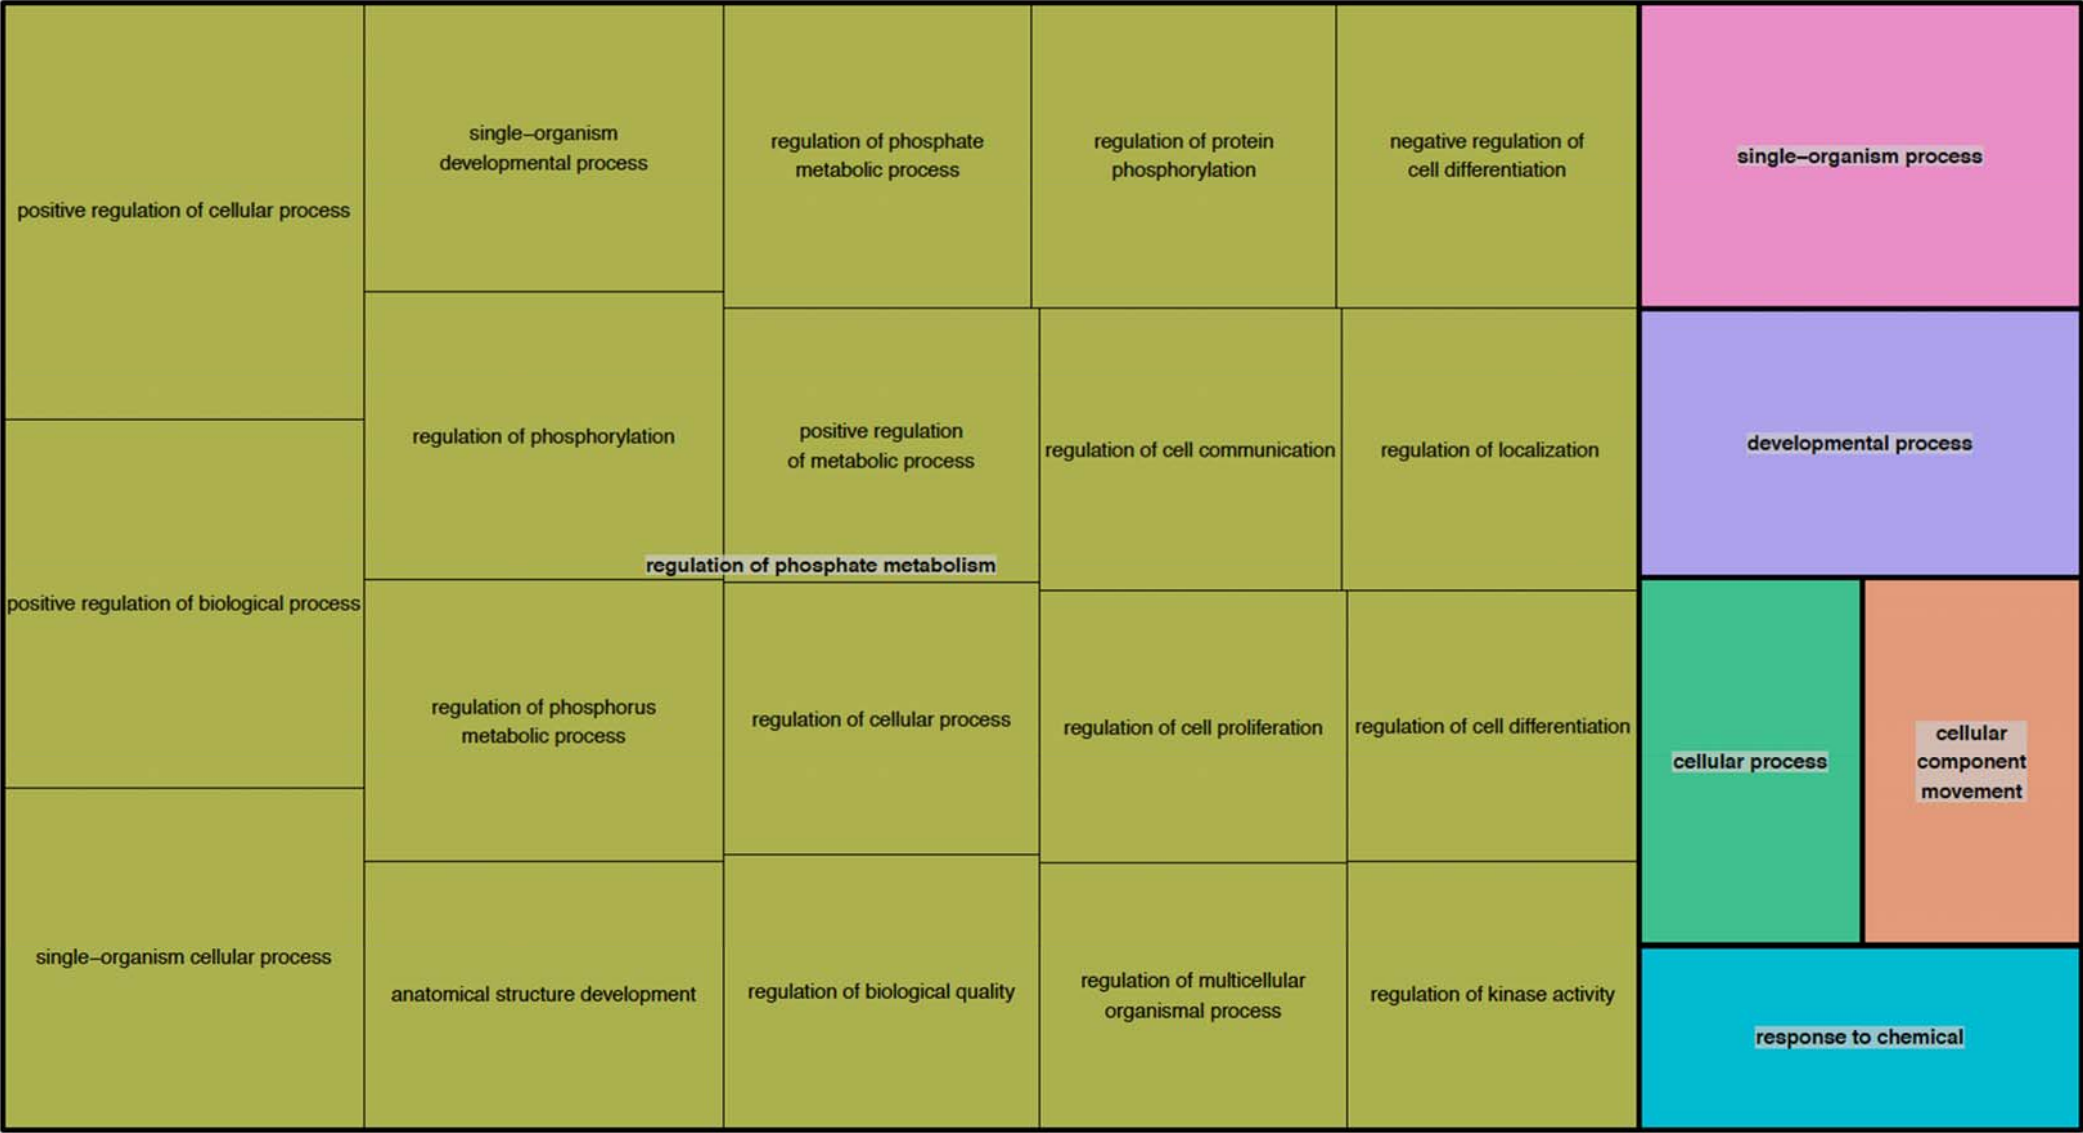 positive regulation of cellular process
positive regulation of biological process
single–organism cellular process
single–organism
developmental process
regulation of phosphorylation
regulation of phosphorus
metabolic process
anatomical structure development
regulation of phosphate
metabolic process
regulation of protein
phosphorylation
negative regulation of
cell differentiation
positive regulation
of metabolic process
regulation of cell communication
regulation of localization
regulation of phosphate metabolism
regulation of cellular process
regulation of cell proliferation
regulation of cell differentiation
regulation of biological quality
regulation of multicellular
organismal process
regulation of kinase activity
single–organism process
developmental process
cellular process
cellular
component
movement
response to chemical